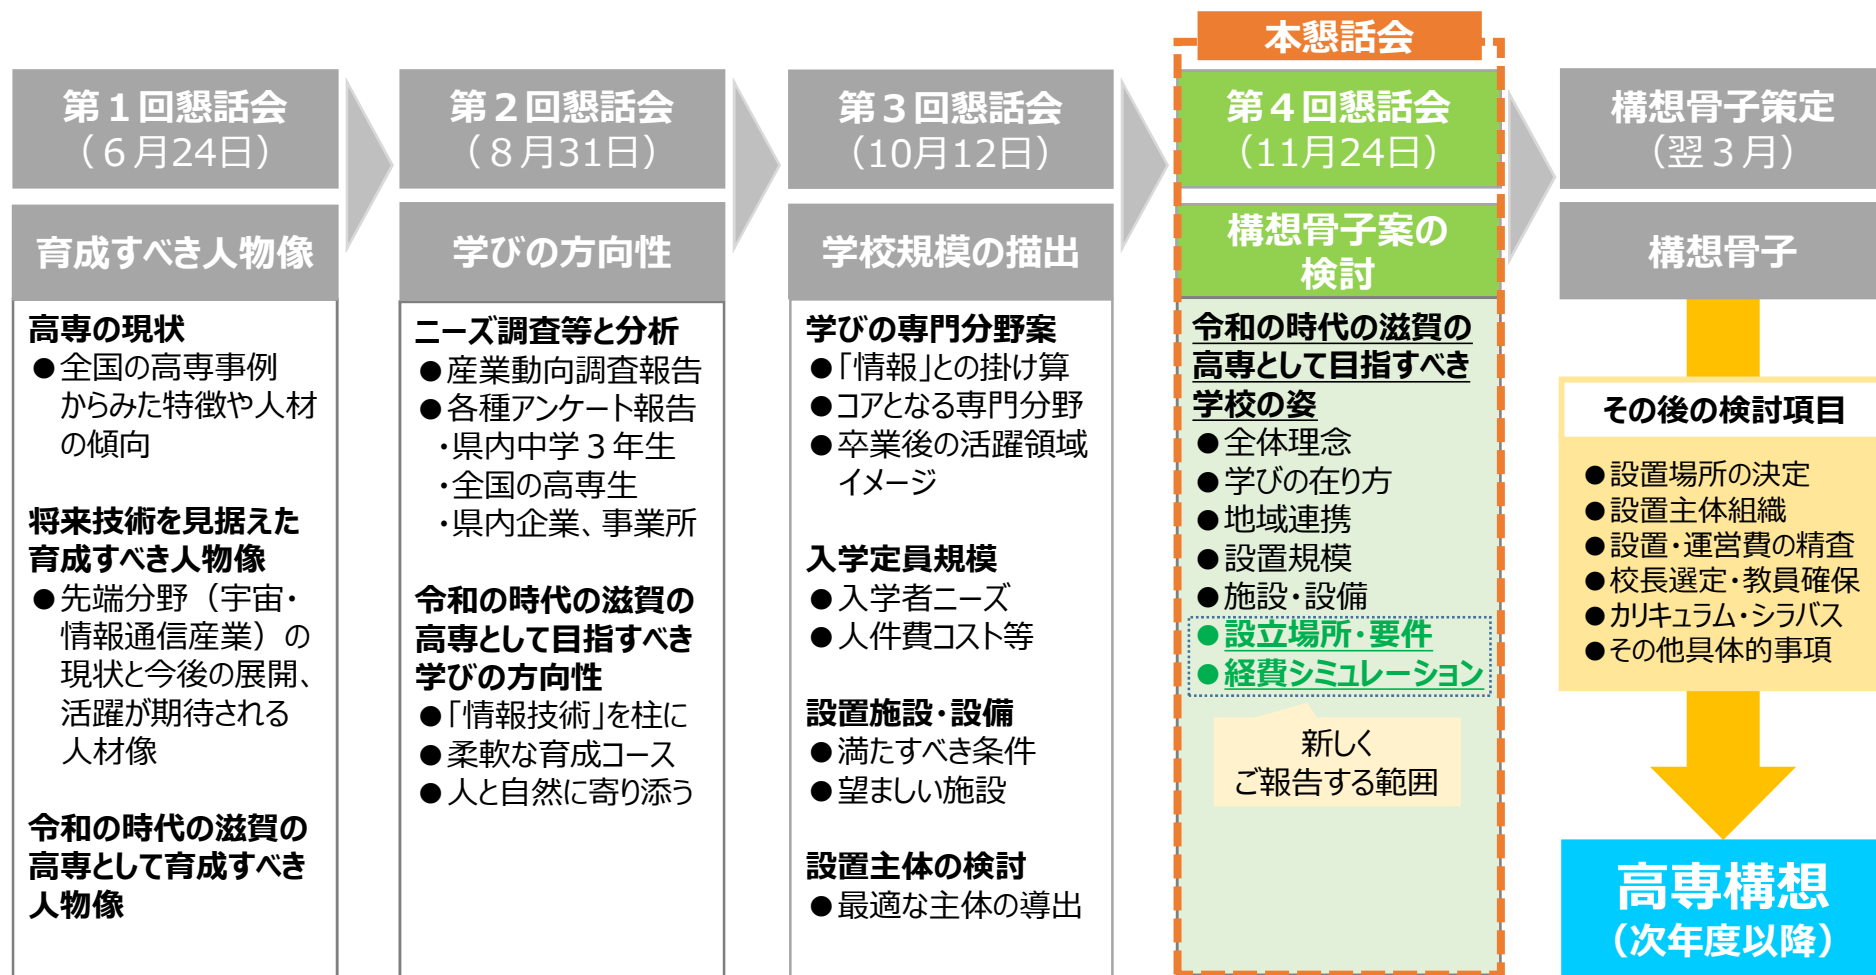 本懇話会
第１回懇話会
（６月24日）
育成すべき人物像
高専の現状
●全国の高専事例
からみた特徴や人材
の傾向
将来技術を見据えた
育成すべき人物像
●先端分野（宇宙・
情報通信産業）の
現状と今後の展開、
活躍が期待される
人材像
令和の時代の滋賀の
高専として育成すべき
人物像
第２回懇話会
（８月31日）
学びの方向性
ニーズ調査等と分析
●産業動向調査報告
●各種アンケート報告
・県内中学３年生
・全国の高専生
・県内企業、事業所
令和の時代の滋賀の
高専として目指すべき
学びの方向性
●「情報技術」を柱に
●柔軟な育成コース
●人と自然に寄り添う
第３回懇話会
（10月12日）
学校規模の描出
学びの専門分野案
●「情報」との掛け算
●コアとなる専門分野
●卒業後の活躍領域
イメージ
入学定員規模
●入学者ニーズ
●人件費コスト等
設置施設・設備
●満たすべき条件
●望ましい施設
設置主体の検討
●最適な主体の導出
第４回懇話会
（11月24日）
構想骨子案の
検討
令和の時代の滋賀の
高専として目指すべき
学校の姿
●全体理念
●学びの在り方
●地域連携
●設置規模
●施設・設備
●設立場所・要件
●経費シミュレーション
新しく
ご報告する範囲
構想骨子策定
（翌３月）
構想骨子
その後の検討項目
●設置場所の決定
●設置主体組織
●設置・運営費の精査
●校長選定・教員確保
●カリキュラム・シラバス
●その他具体的事項
高専構想
（次年度以降）